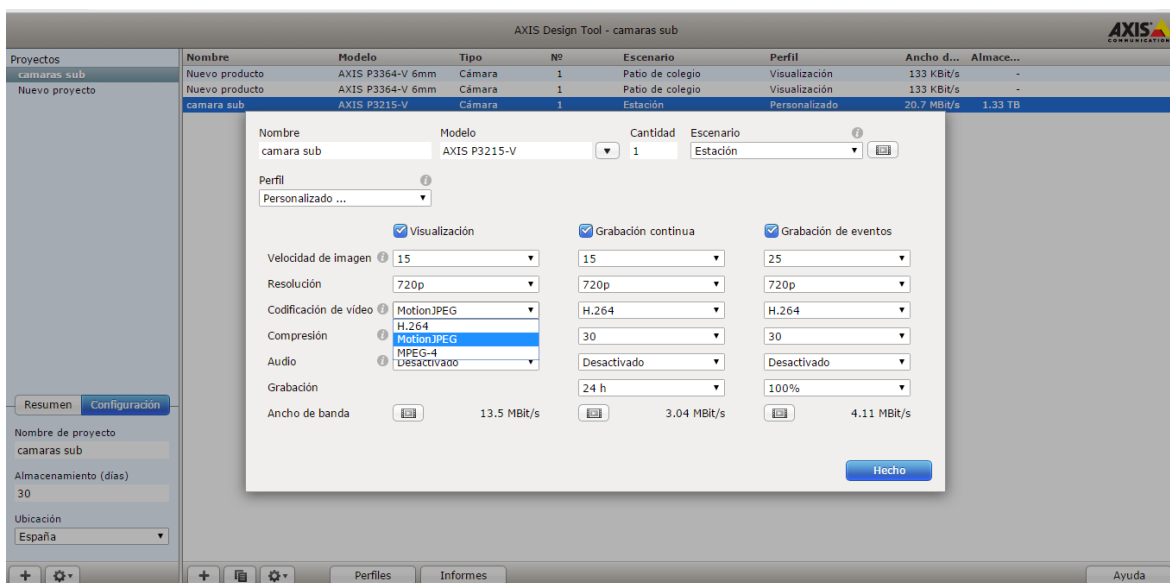 AXIS Design Tool - camaras sub
AXIS
COMMUNICATION
Proyectos
camaras sub
Nuevo proyecto
Nombre Modelo Tipo Nº Escenario Perfil Ancho d... Almace...
Nuevo producto AXIS P3364-V 6mm Cámara 1 Patio de colegio Visualización 133 KBit/s -
Nuevo producto AXIS P3364-V 6mm Cámara 1 Patio de colegio Visualización 133 KBit/s -
camara sub AXIS P3215-V Cámara 1 Estación Personalizado 20.7 MBit/s 1.33 TB
Nombre Modelo Cantidad Escenario
camara sub AXIS P3215-V 1 Estación
Perfil
Personalizado ...
Visualización Grabación continua Grabación de eventos
Velocidad de imagen 15 15 25
Resolución 720p 720p 720p
Codificación de vídeo MotionJPEG H.264 H.264
H.264
Compresión MotionJPEG 30 30
MPEG-4
Audio Desactivado Desactivado Desactivado
Grabación 24 h 100%
Ancho de banda 13.5 MBit/s 3.04 MBit/s 4.11 MBit/s
Hecho
Resumen Configuración
Nombre de proyecto
camaras sub
Almacenamiento (días)
30
Ubicación
España
Perfiles Informes Ayuda